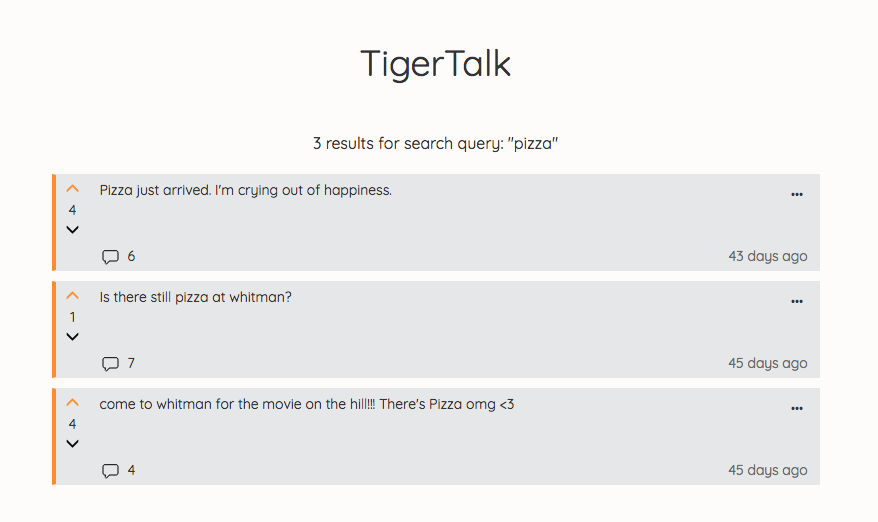 TigerTalk
3 results for search query: "pizza"
Pizza just arrived. I'm crying out of happiness.
4
6
43 days ago
Is there still pizza at whitman?
1
7
45 days ago
come to whitman for the movie on the hill!!! There's Pizza omg <3
4
4
45 days ago